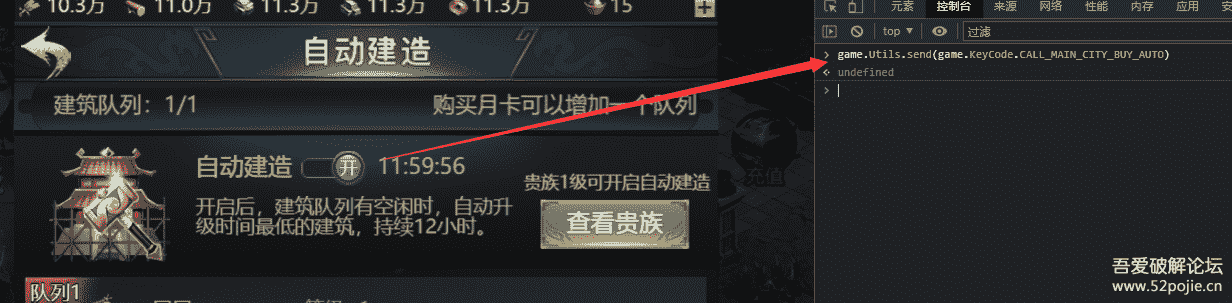 10.3万 11.0万 11.3万 11.3万 11.3万 15
自动建造
建筑队列：1/1 购买月卡可以增加一个队列
自动建造 开 11:59:56
贵族1级可开启自动建造
开启后，建筑队列有空闲时，自动升
级时间最低的建筑，持续12小时。
查看贵族
队列1
充值
元素 控制台 来源 网络 性能 内存 应用 安
top 过滤
game.Utils.send(game.KeyCode.CALL_MAIN_CITY_BUY_AUTO)
undefined
吾爱破解论坛
www.52pojie.cn